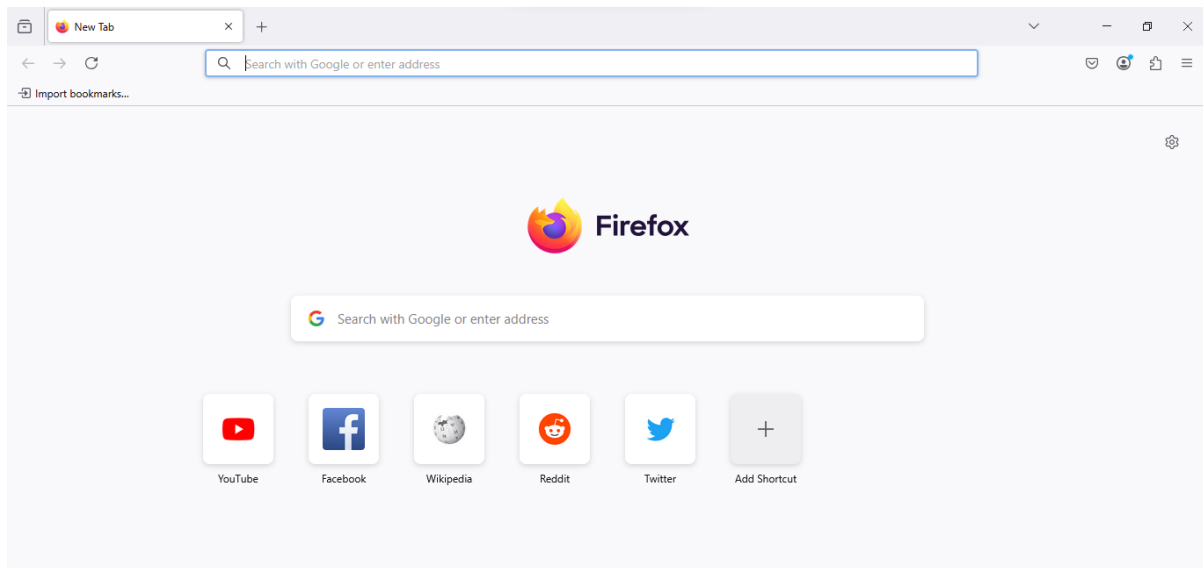 New Tab
Search with Google or enter address
Import bookmarks...
Firefox
Search with Google or enter address
YouTube Facebook Wikipedia Reddit Twitter Add Shortcut